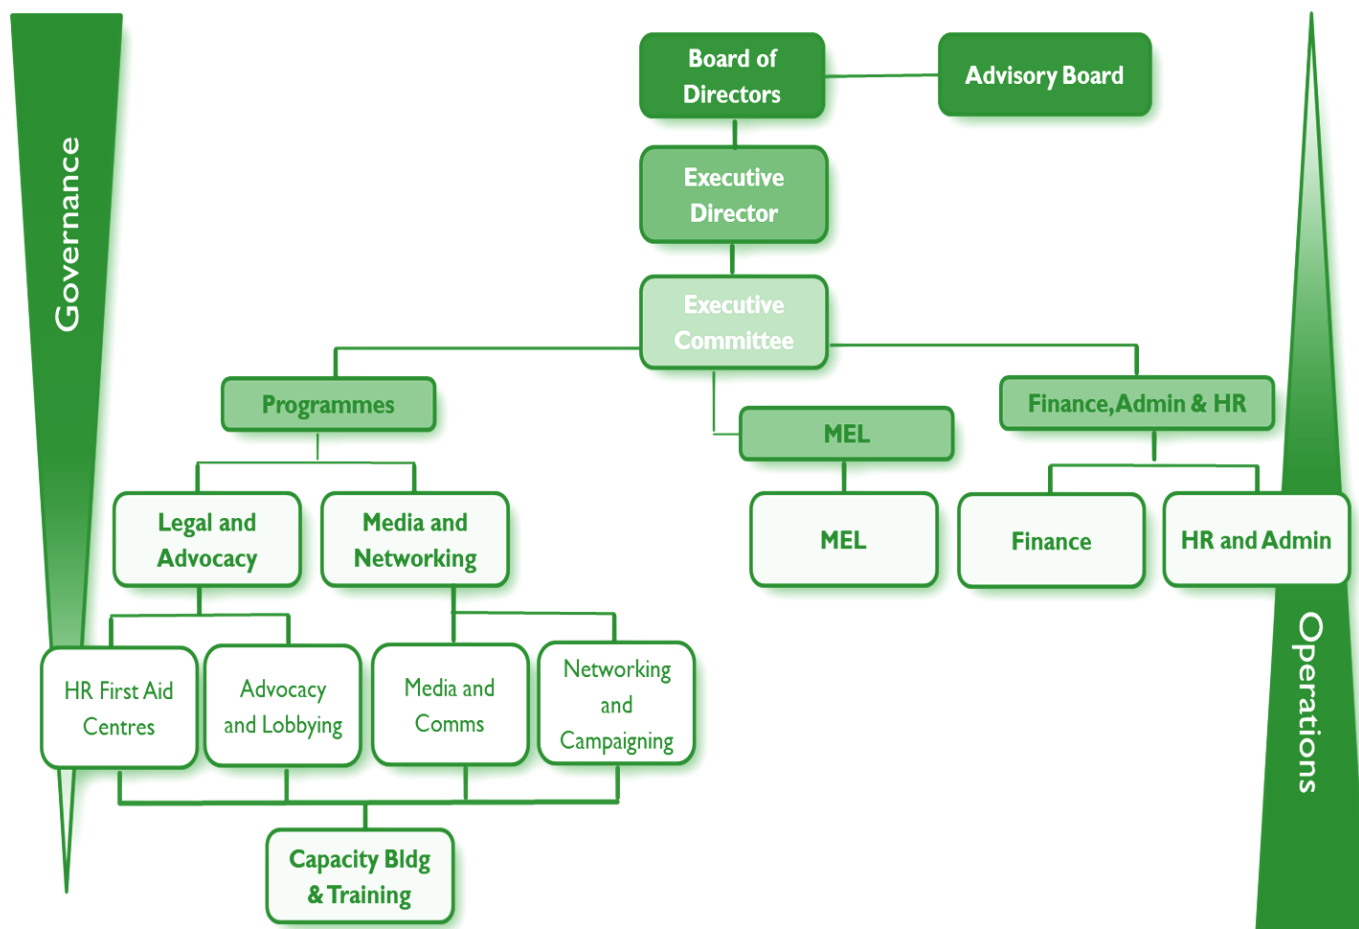 Governance
Board of
Directors
Advisory Board
Executive
Director
Executive
Committee
Programmes
MEL
Finance, Admin & HR
Legal and
Advocacy
Media and
Networking
MEL
Finance
HR and Admin
HR First Aid
Centres
Advocacy
and Lobbying
Media and
Comms
Networking
and
Campaigning
Capacity Bldg
& Training
Operations